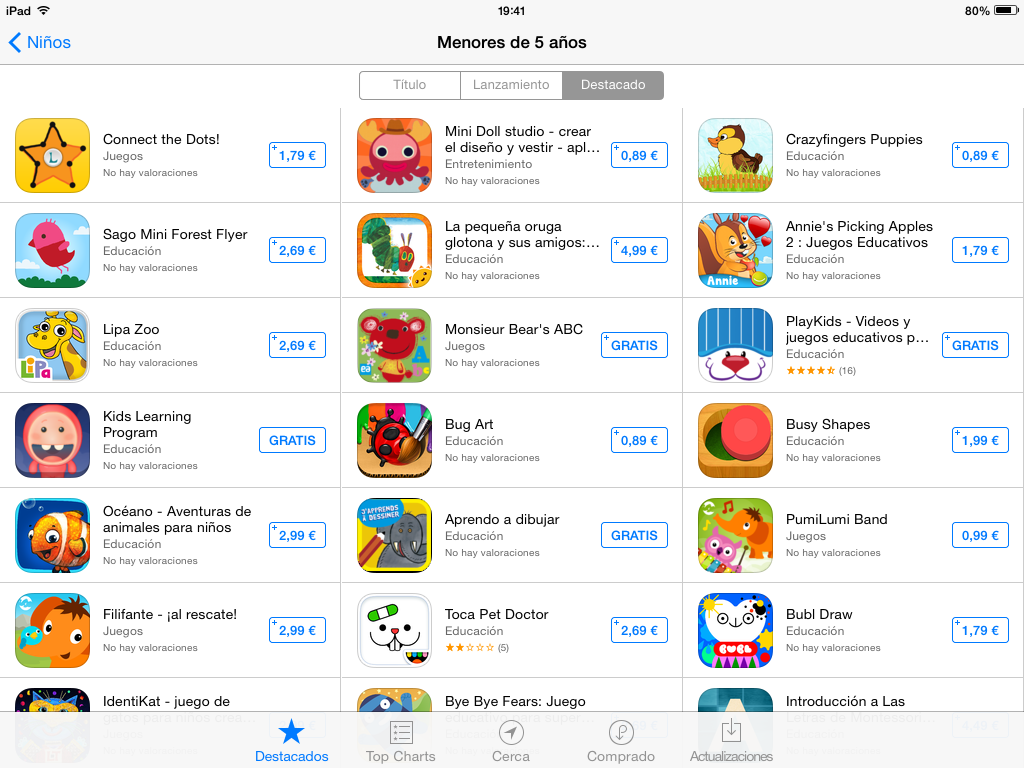 iPad 19:41 80%
Niños Menores de 5 años
Título Lanzamiento Destacado
Connect the Dots!
Juegos
No hay valoraciones
+ 1,79 €
L
Mini Doll studio - crear
el diseño y vestir - apl...
Entretenimiento
No hay valoraciones
+ 0,89 €
Crazyfingers Puppies
Educación
No hay valoraciones
+ 0,89 €
Sago Mini Forest Flyer
Educación
No hay valoraciones
+ 2,69 €
La pequeña oruga
glotona y sus amigos:...
Educación
No hay valoraciones
+ 4,99 €
Annie's Picking Apples
2 : Juegos Educativos
Educación
No hay valoraciones
1,79 €
Annie
Lipa Zoo
Educación
No hay valoraciones
+ 2,69 €
LiPa
Monsieur Bear's ABC
Juegos
No hay valoraciones
+ GRATIS
ea
A
B C
PlayKids - Videos y
juegos educativos p...
Educación
(16)
+ GRATIS
Kids Learning
Program
Educación
No hay valoraciones
GRATIS
Bug Art
Educación
No hay valoraciones
+ 0,89 €
Busy Shapes
Educación
No hay valoraciones
+ 1,99 €
Océano - Aventuras de
animales para niños
Educación
No hay valoraciones
+ 2,99 €
J'APPRENDS
À DESSINER
Aprendo a dibujar
Educación
No hay valoraciones
GRATIS
PumiLumi Band
Juegos
No hay valoraciones
0,99 €
Filifante - ¡al rescate!
Juegos
No hay valoraciones
+ 2,99 €
Toca Pet Doctor
Educación
(5)
+ 2,69 €
Bubl Draw
Educación
No hay valoraciones
+ 1,79 €
BUBL
IdentiKat - juego de
gatos para niños crea...
Bye Bye Fears: Juego
educativo para super...
Introducción a Las
Letras de Montessori...
Destacados Top Charts Cerca Comprado Actualizaciones